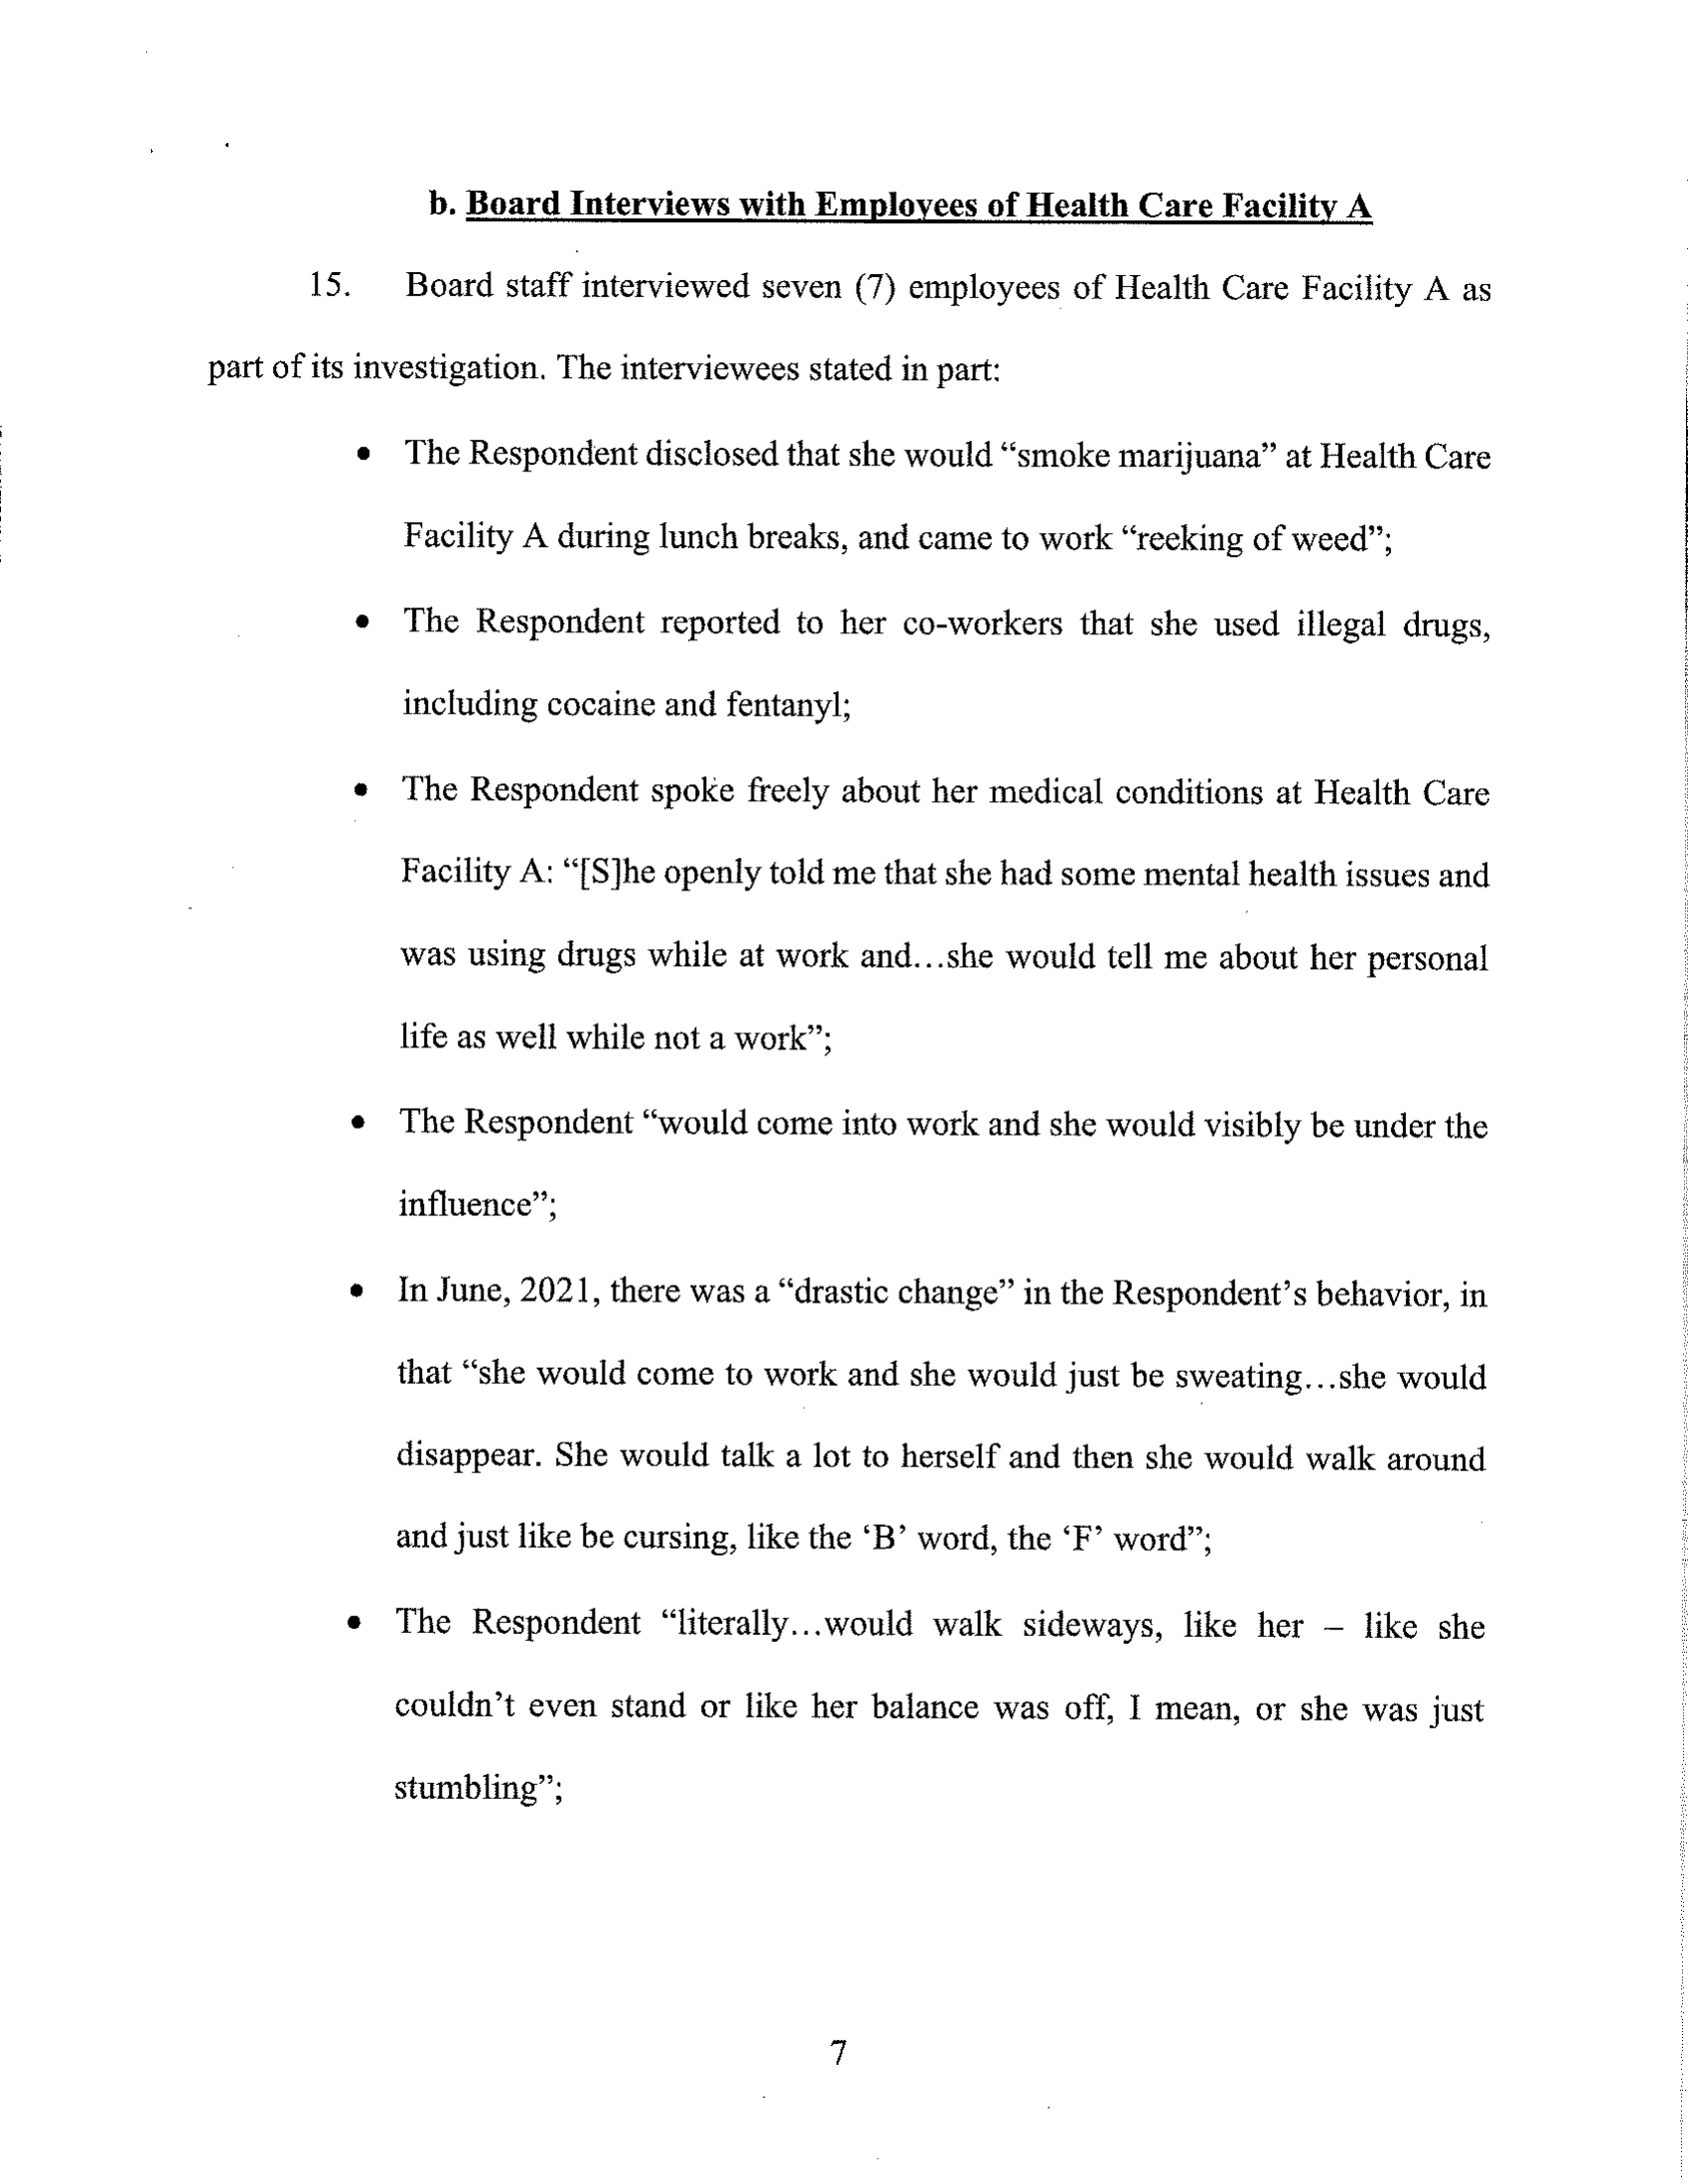 b. Board Interviews with Employees of Health Care Facility A
15. Board staff interviewed seven (7) employees of Health Care Facility A as
part of its investigation. The interviewees stated in part:
• The Respondent disclosed that she would “smoke marijuana” at Health Care
Facility A during lunch breaks, and came to work “reeking of weed”;
• The Respondent reported to her co-workers that she used illegal drugs,
including cocaine and fentanyl;
• The Respondent spoke freely about her medical conditions at Health Care
Facility A: “[S]he openly told me that she had some mental health issues and
was using drugs while at work and…she would tell me about her personal
life as well while not a work”;
• The Respondent “would come into work and she would visibly be under the
influence”;
• In June, 2021, there was a “drastic change” in the Respondent’s behavior, in
that “she would come to work and she would just be sweating…she would
disappear. She would talk a lot to herself and then she would walk around
and just like be cursing, like the ‘B’ word, the ‘F’ word”;
• The Respondent “literally…would walk sideways, like her – like she
couldn’t even stand or like her balance was off, I mean, or she was just
stumbling”;
7